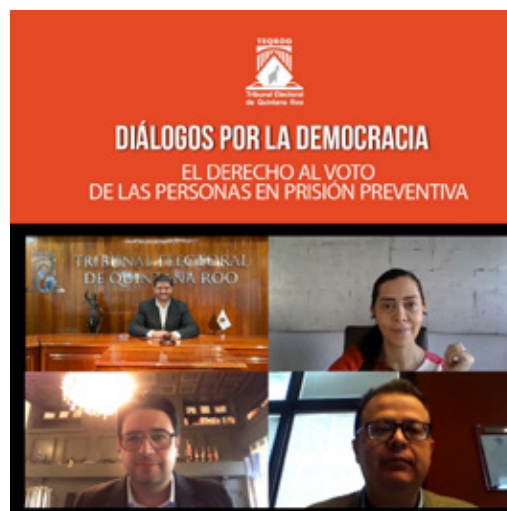 TEQROO
Tribunal Electoral
de Quintana Roo
DIÁLOGOS POR LA DEMOCRACIA
EL DERECHO AL VOTO
DE LAS PERSONAS EN PRISIÓN PREVENTIVA
TRIBUNAL ELECTORAL
DE QUINTANA ROO